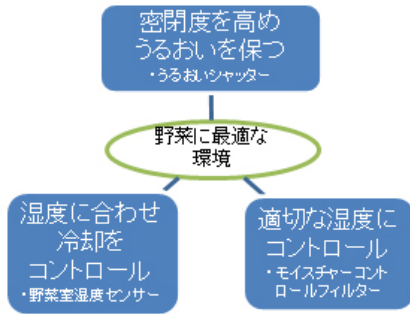 密閉度を高め
うるおいを保つ
・うるおいシャッター
野菜に最適な
環境
湿度に合わせ
冷却を
コントロール
・野菜室湿度センサー
適切な湿度に
コントロール
・モイスチャーコント
ロールフィルター